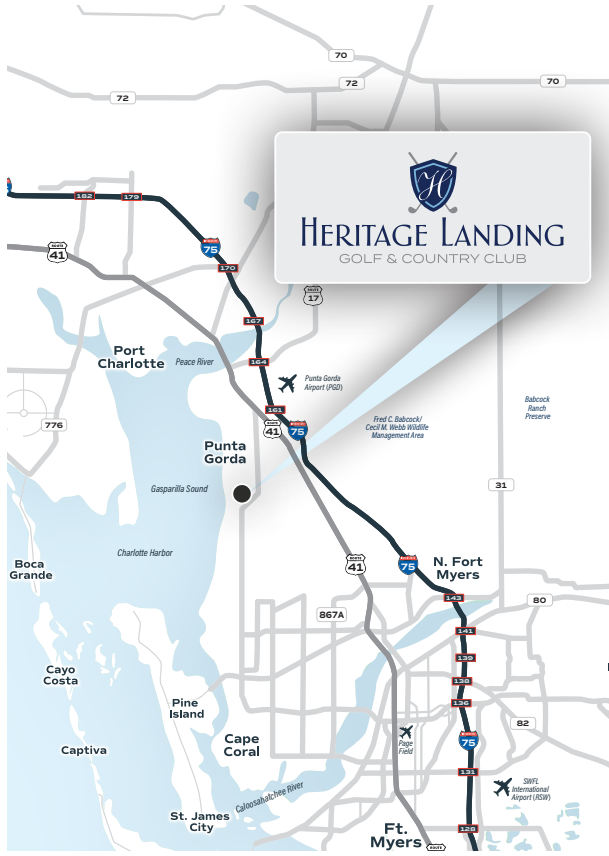 70
72
72
70
182
179
H
HERITAGE LANDING
GOLF & COUNTRY CLUB
ROUTE
41
75
170
ROUTE
17
167
Port
Charlotte
Peace River
164
Punta Gorda
Airport (PGD)
161
776
ROUTE
41
75
Fred C. Babcock/
Cecil M. Webb Wildlife
Management Area
Babcock
Ranch
Preserve
Punta
Gorda
Gasparilla Sound
31
Charlotte Harbor
Boca
Grande
ROUTE
41
75
N. Fort
Myers
143
80
867A
141
139
138
136
Cayo
Costa
Pine
Island
82
Cape
Coral
Page
Field
75
Captiva
131
SWFL
International
Airport (RSW)
Caloosahatchee River
St. James
City
Ft.
Myers
128
ROUTE